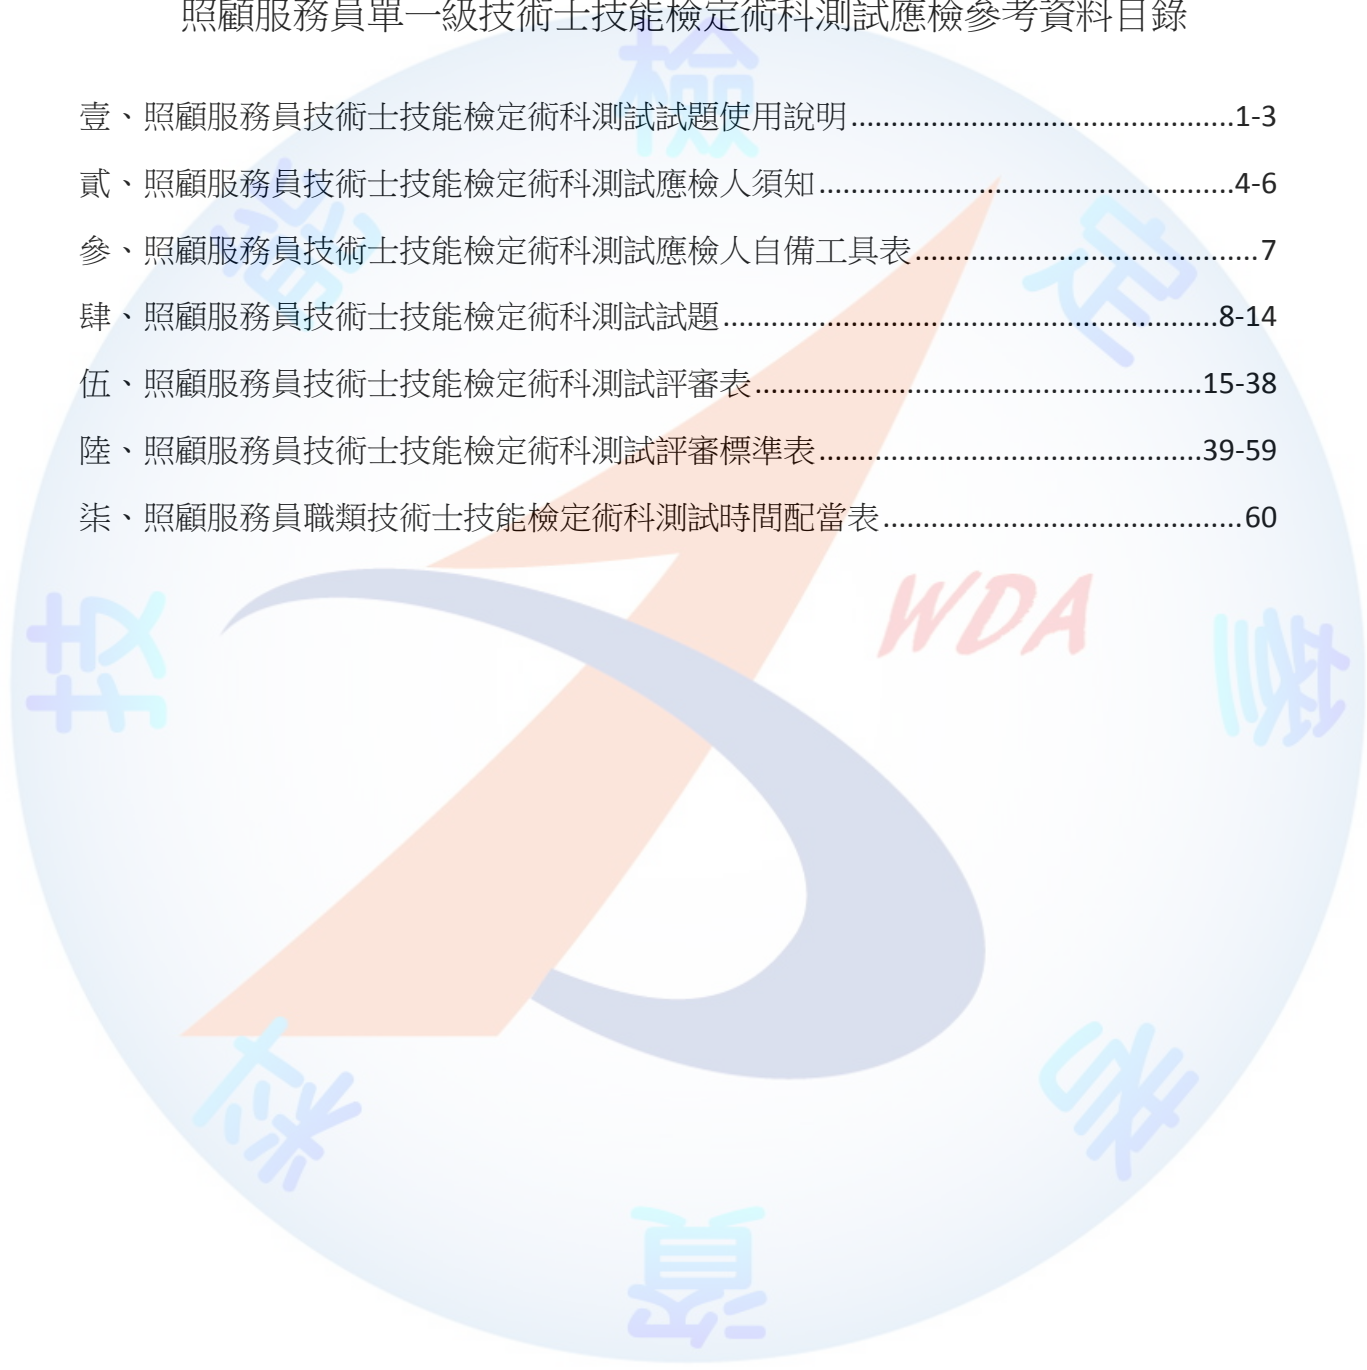 照顧服務員單一級技術士技能檢定術科測試應檢參考資料目錄
壹、照顧服務員技術士技能檢定術科測試試題使用說明................................................1-3
貳、照顧服務員技術士技能檢定術科測試應檢人須知....................................................4-6
參、照顧服務員技術士技能檢定術科測試應檢人自備工具表...........................................7
肆、照顧服務員技術士技能檢定術科測試試題..............................................................8-14
伍、照顧服務員技術士技能檢定術科測試評審表........................................................15-38
陸、照顧服務員技術士技能檢定術科測試評審標準表................................................39-59
柒、照顧服務員職類技術士技能檢定術科測試時間配當表.............................................60
WDA
技
能
檢
定
術
科
參
考
資
料